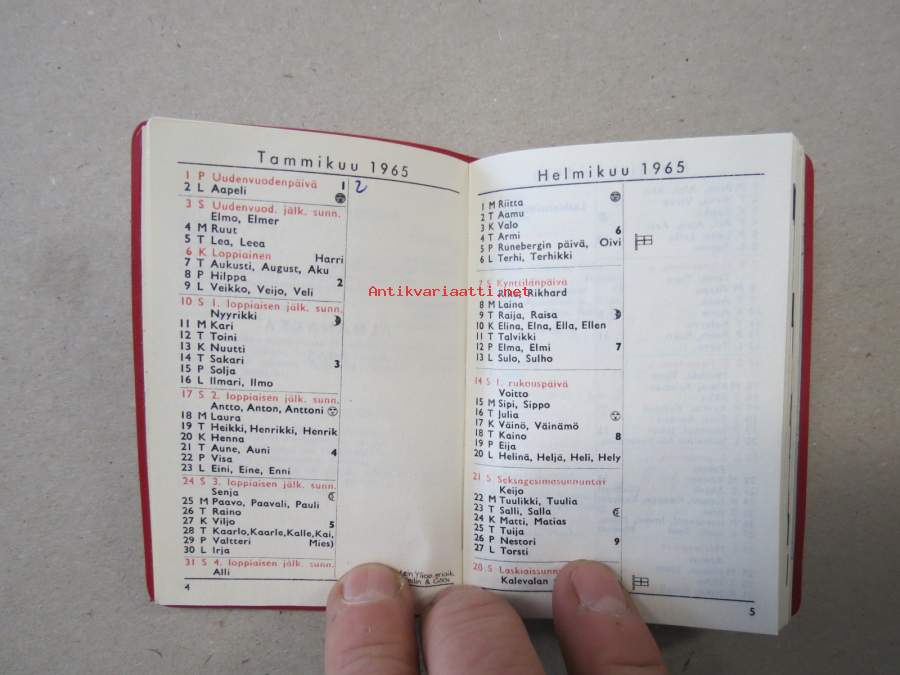 Tammikuu 1965
1 P Uudenvuodenpäivä 1 2
2 L Aapeli
3 S Uudenvuod. jälk. sunn.
Elmo, Elmer
4 M Ruut
5 T Lea, Leea
6 K Loppiainen Harri
7 T Aukusti, August, Aku
8 P Hilppa 2
9 L Veikko, Veijo, Veli
10 S 1. loppiaisen jälk. sunn.
Nyyrikki
11 M Kari
12 T Toini
13 K Nuutti
14 T Sakari 3
15 P Solja
16 L Ilmari, Ilmo
17 S 2. loppiaisen jälk. sunn.
Antto, Anton, Anttoni
18 M Laura
19 T Heikki, Henrikki, Henrik
20 K Henna
21 T Aune, Auni 4
22 P Visa
23 L Eini, Eine, Enni
24 S 3. loppiaisen jälk. sunn.
Senja
25 M Paavo, Paavali, Pauli
26 T Raino
27 K Viljo 5
28 T Kaarlo, Kaarle, Kalle, Kai,
29 P Valtteri Mies)
30 L Irja
31 S 4. loppiaisen jälk. sunn.
Alli
4
Helmikuu 1965
1 M Riitta
2 T Aamu
3 K Valo
4 T Armi 6
5 P Runebergin päivä, Oivi
6 L Terhi, Terhikki
7 S Kynttilänpäivä
Rikhard
8 M Laina
9 T Raija, Raisa
10 K Elina, Elna, Ella, Ellen
11 T Talvikki
12 P Elma, Elmi 7
13 L Sulo, Sulho
14 S 1. rukouspäivä
Voitto
15 M Sipi, Sippo
16 T Julia
17 K Väinö, Väinämö
18 T Kaino 8
19 P Eija
20 L Helinä, Heljä, Heli, Hely
21 S Seksagesimasunnuntai
Keijo
22 M Tuulikki, Tuulia
23 T Salli, Salla
24 K Matti, Matias
25 T Tuija
26 P Nestori 9
27 L Torsti
28 S Laskiaissunn
Kalevalan
5
Antikvariaatti.net